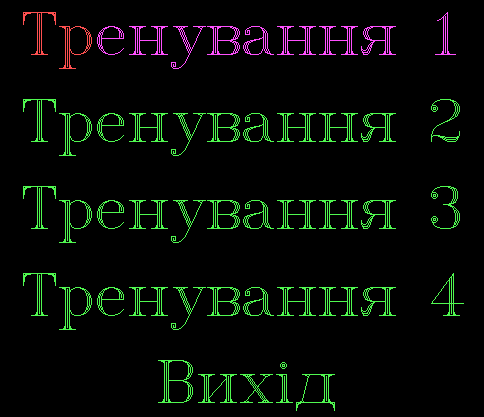 Тренування 1
Тренування 2
Тренування 3
Тренування 4
Вихід